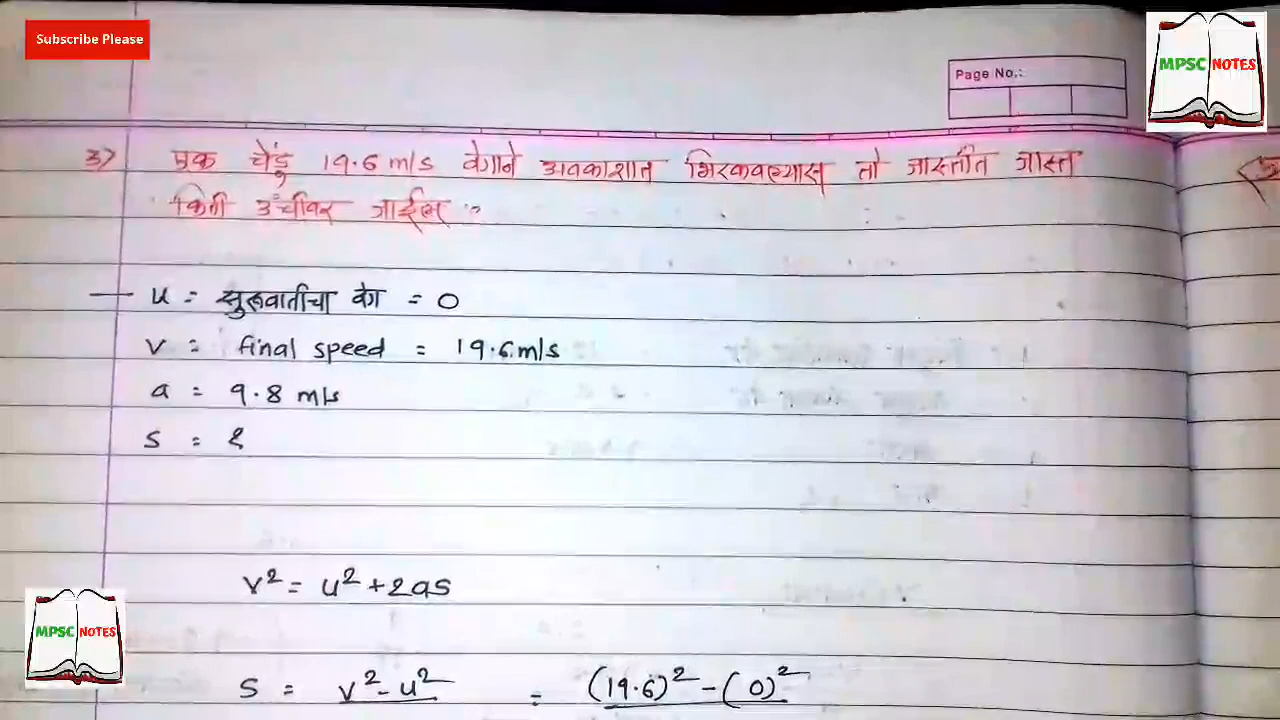 Subscribe Please
MPSC NOTES
Page No.:
3> एक चेंडू 19.6 m/s वेगाने अवकाशात भिरकवल्यास तो जास्तीत जास्त
किती उंचीवर जाईल ?
— u = सुरुवातीचा वेग = 0
v = final speed = 19.6 m/s
a = 9.8 m/s
s = ?
v² = u² + 2as
MPSC NOTES
s = v² - u² = (19.6)² - (0)²